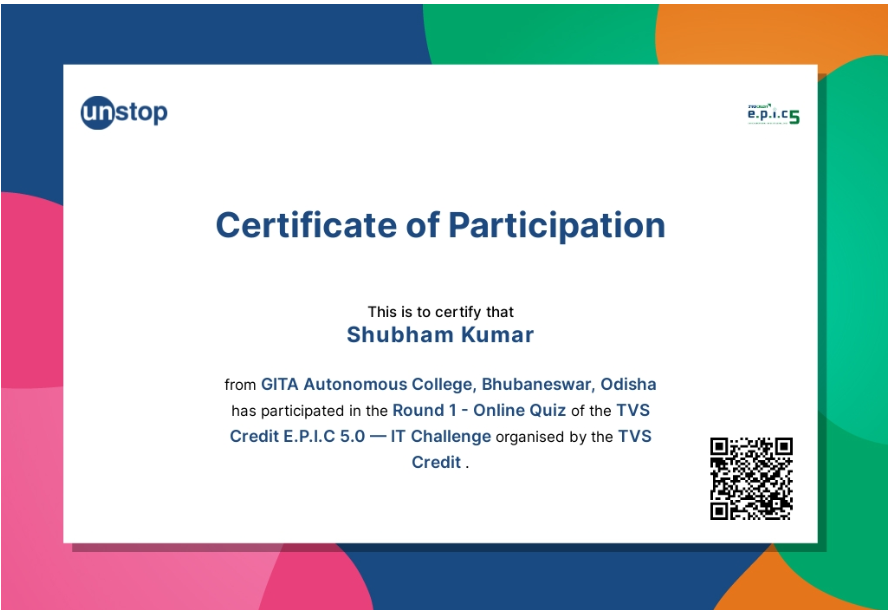 unstop
e.p.i.c 5
Certificate of Participation
This is to certify that
Shubham Kumar
from GITA Autonomous College, Bhubaneswar, Odisha
has participated in the Round 1 - Online Quiz of the TVS
Credit E.P.I.C 5.0 — IT Challenge organised by the TVS
Credit .